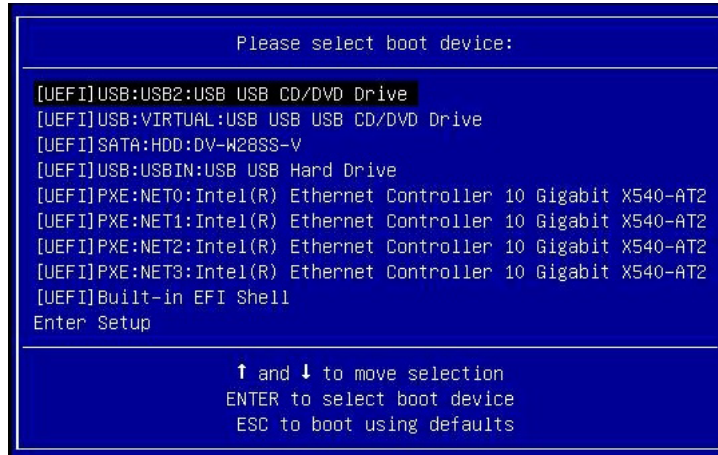 Please select boot device:
[UEFI]USB:USB2:USB USB CD/DVD Drive
[UEFI]USB:VIRTUAL:USB USB USB CD/DVD Drive
[UEFI]SATA:HDD:DV-W28SS-V
[UEFI]USB:USBIN:USB USB Hard Drive
[UEFI]PXE:NET0:Intel(R) Ethernet Controller 10 Gigabit X540-AT2
[UEFI]PXE:NET1:Intel(R) Ethernet Controller 10 Gigabit X540-AT2
[UEFI]PXE:NET2:Intel(R) Ethernet Controller 10 Gigabit X540-AT2
[UEFI]PXE:NET3:Intel(R) Ethernet Controller 10 Gigabit X540-AT2
[UEFI]Built-in EFI Shell
Enter Setup
↑ and ↓ to move selection
ENTER to select boot device
ESC to boot using defaults